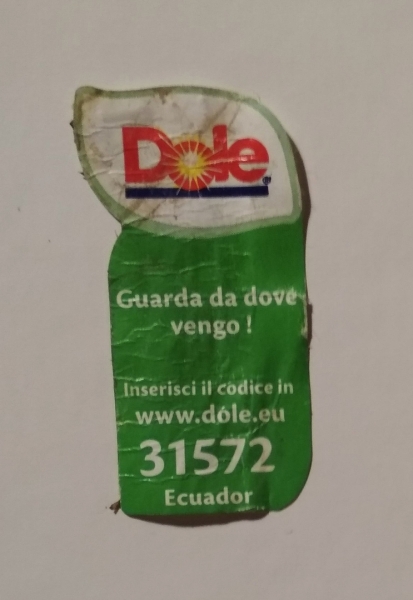 Dole
Guarda da dove
vengo !
Inserisci il codice in
www.dole.eu
31572
Ecuador